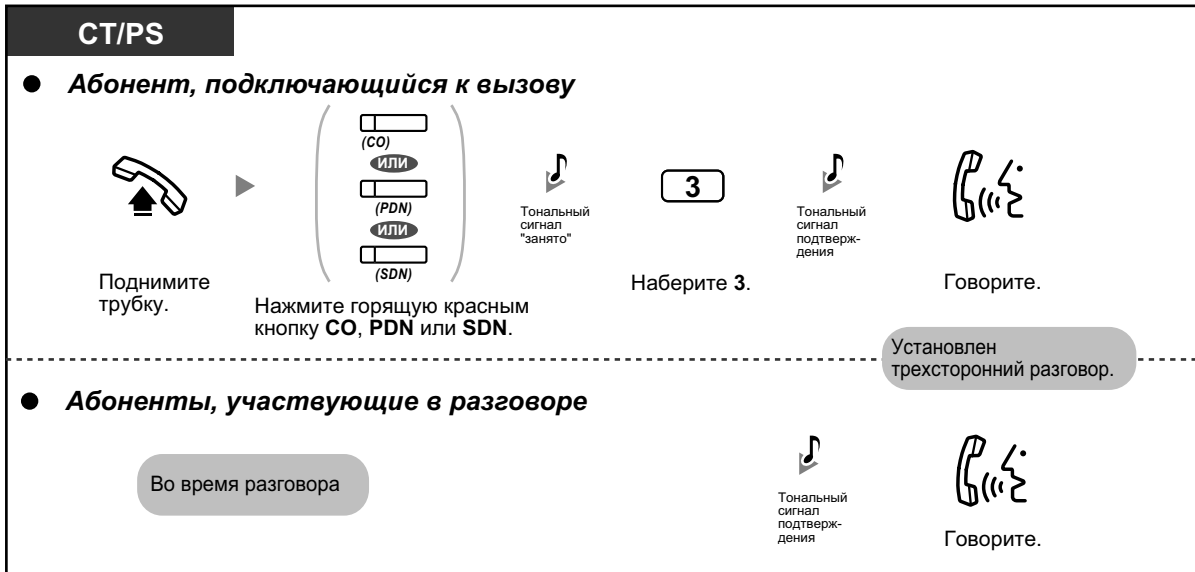 CT/PS
Абонент, подключающийся к вызову
(CO)
ИЛИ
(PDN)
ИЛИ
(SDN)
Тональный
сигнал
"занято"
3
Тональный
сигнал
подтверж-
дения
Поднимите
трубку.
Нажмите горящую красным
кнопку CO, PDN или SDN.
Наберите 3.
Говорите.
Установлен
трехсторонний разговор.
Абоненты, участвующие в разговоре
Во время разговора
Тональный
сигнал
подтверж-
дения
Говорите.